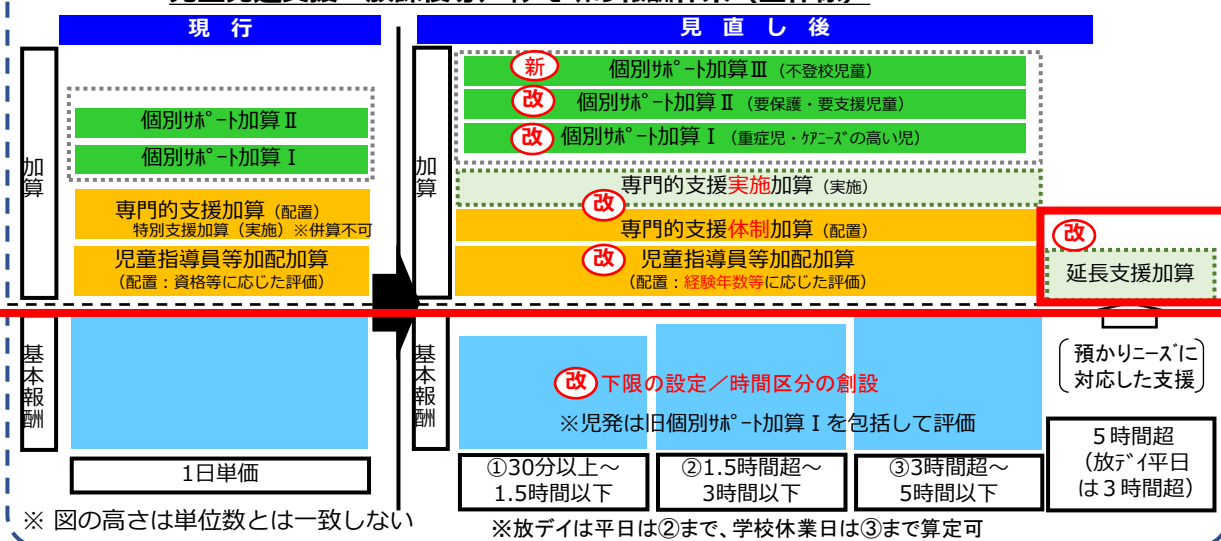 現 行
見 直 し 後
新 個別ｻﾎﾟｰﾄ加算Ⅲ（不登校児童）
改 個別ｻﾎﾟｰﾄ加算Ⅱ（要保護・要支援児童）
改 個別ｻﾎﾟｰﾄ加算Ⅰ（重症児・ｹｱﾆｰｽﾞの高い児）
個別ｻﾎﾟｰﾄ加算Ⅱ
個別ｻﾎﾟｰﾄ加算Ⅰ
加算
加算
専門的支援加算（配置）
特別支援加算（実施）※併算不可
児童指導員等加配加算
（配置：資格等に応じた評価）
専門的支援実施加算（実施）
改
専門的支援体制加算（配置）
改 児童指導員等加配加算
（配置：経験年数等に応じた評価）
改
延長支援加算
基本報酬
基本報酬
改 下限の設定／時間区分の創設
※児発は旧個別ｻﾎﾟｰﾄ加算Ⅰを包括して評価
預かりﾆｰｽﾞに
対応した支援
1日単価
①30分以上～
1.5時間以下
②1.5時間超～
3時間以下
③3時間超～
5時間以下
５時間超
（放ﾃﾞｲ平日
は３時間超）
※ 図の高さは単位数とは一致しない
※放デイは平日は②まで、学校休業日は③まで算定可